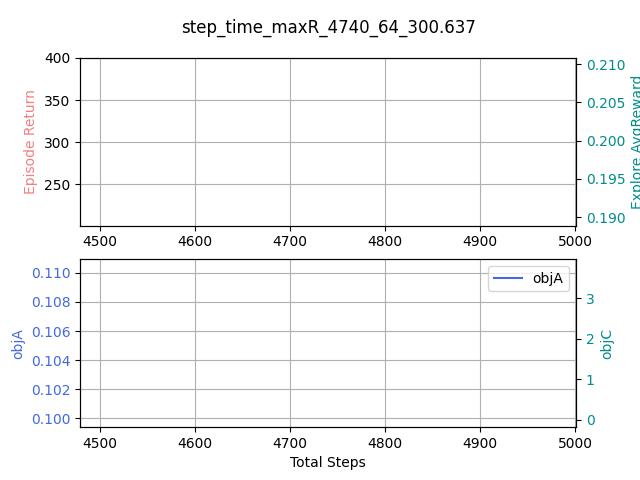 step_time_maxR_4740_64_300.637
400
350
300
250
Episode Return
0.210
0.205
0.200
0.195
0.190
Explore AvgReward
4500 4600 4700 4800 4900 5000
0.110
0.108
0.106
0.104
0.102
0.100
objA
objA
3
2
1
0
objC
4500 4600 4700 4800 4900 5000
Total Steps